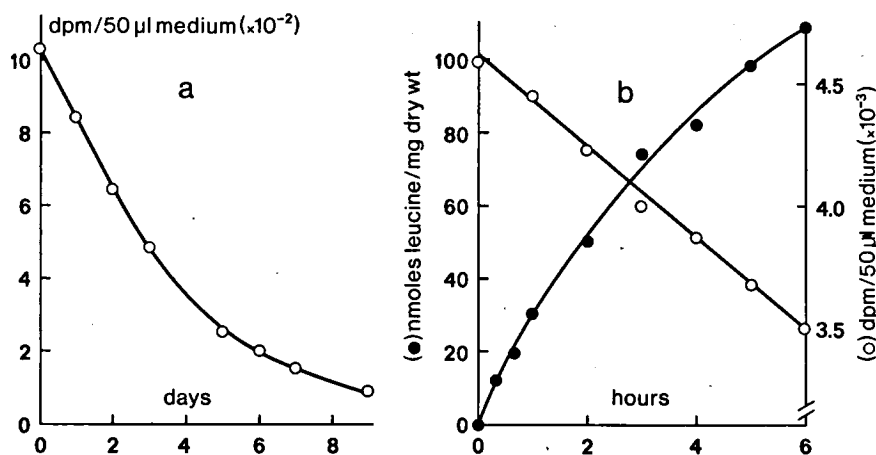 dpm/50 µl medium (×10⁻²)
a
10
8
6
4
2
0
days
0 2 4 6 8
b
(●) nmoles leucine/mg dry wt
100
80
60
40
20
0
hours
0 2 4 6
4.5
4.0
3.5
(○) dpm/50 µl medium (×10⁻³)